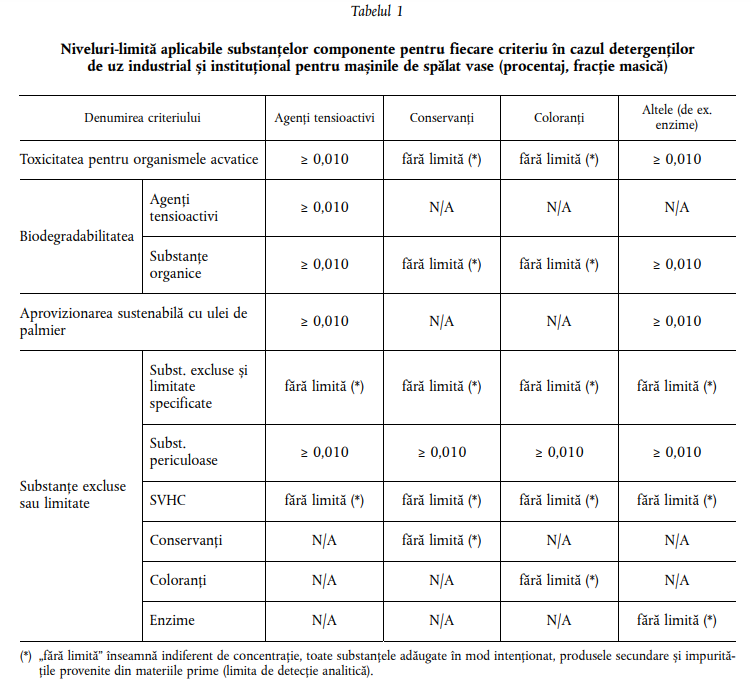 Tabelul 1
Niveluri-limită aplicabile substanțelor componente pentru fiecare criteriu în cazul detergenților
de uz industrial și instituțional pentru mașinile de spălat vase (procentaj, fracție masică)
Denumirea criteriului Agenți tensioactivi Conservanți Coloranți Altele (de ex.
enzime)
Toxicitatea pentru organismele acvatice ≥ 0,010 fără limită (*) fără limită (*) ≥ 0,010
Biodegradabilitatea
Agenți
tensioactivi
≥ 0,010 N/A N/A N/A
Substanțe
organice
≥ 0,010 fără limită (*) fără limită (*) ≥ 0,010
Aprovizionarea sustenabilă cu ulei de
palmier
≥ 0,010 N/A N/A ≥ 0,010
Substanțe excluse
sau limitate
Subst. excluse și
limitate
specificate
fără limită (*) fără limită (*) fără limită (*) fără limită (*)
Subst.
periculoase
≥ 0,010 ≥ 0,010 ≥ 0,010 ≥ 0,010
SVHC fără limită (*) fără limită (*) fără limită (*) fără limită (*)
Conservanți N/A fără limită (*) N/A N/A
Coloranți N/A N/A fără limită (*) N/A
Enzime N/A N/A N/A fără limită (*)
(*) „fără limită” înseamnă indiferent de concentrație, toate substanțele adăugate în mod intenționat, produsele secundare și impurită-
țile provenite din materiile prime (limita de detecție analitică).